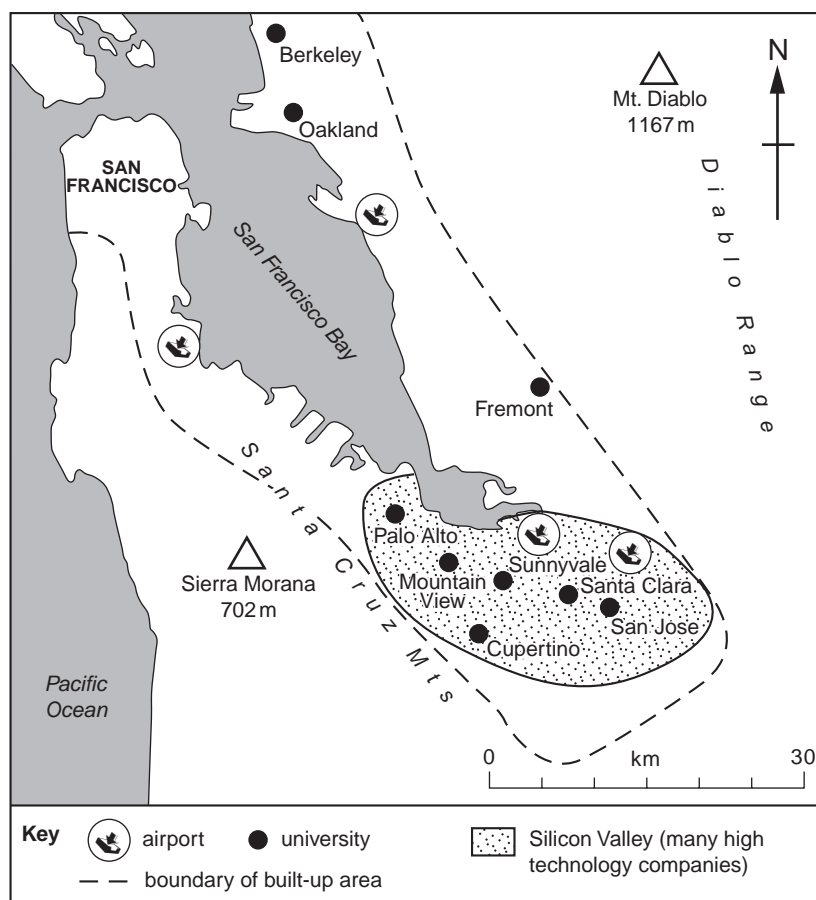 Berkeley
N
Mt. Diablo
1167 m
Oakland
SAN
FRANCISCO
Diablo Range
San Francisco Bay
Fremont
Santa Cruz Mts
Palo Alto
Sunnyvale
Sierra Morana
702 m
Mountain
View
Santa Clara
San Jose
Cupertino
Pacific
Ocean
0 km 30
Key
airport
university
Silicon Valley (many high
technology companies)
boundary of built-up area